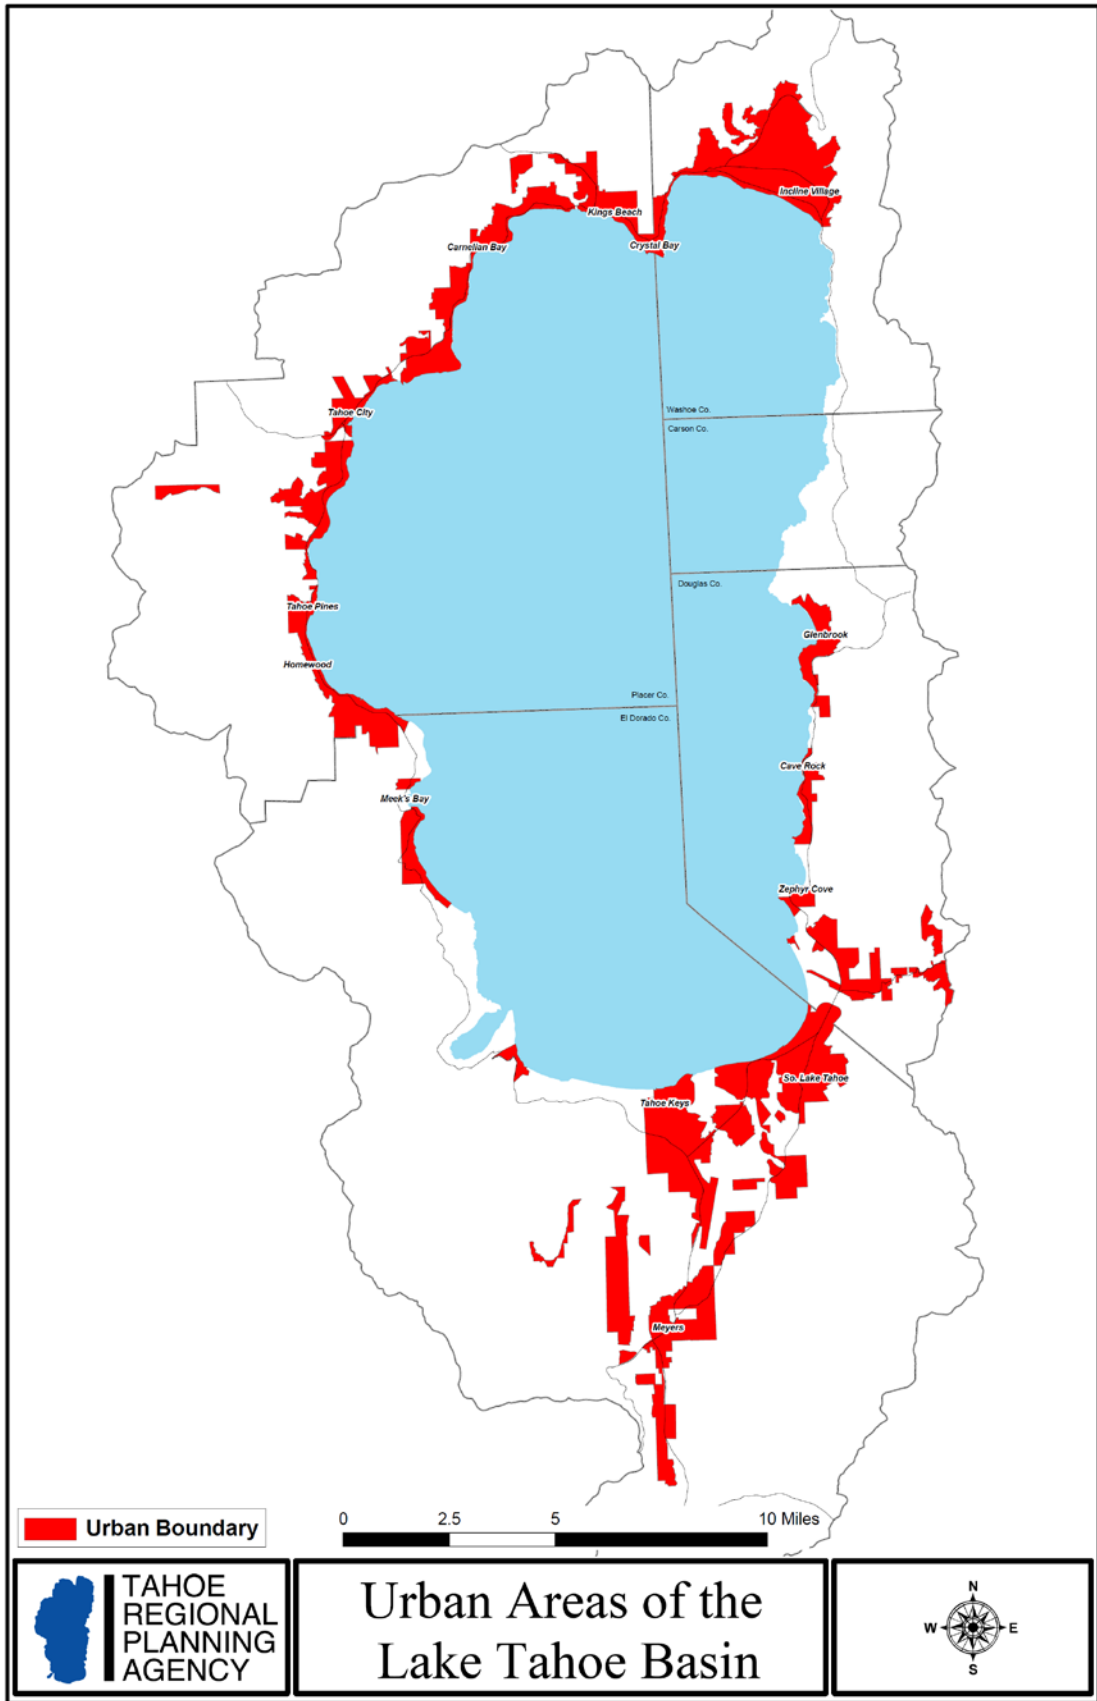 Incline Village
Kings Beach
Carnelian Bay
Crystal Bay
Washoe Co.
Tahoe City
Carson Co.
Douglas Co.
Tahoe Pines
Glenbrook
Homewood
Placer Co.
El Dorado Co.
Cave Rock
Meek's Bay
Zephyr Cove
So. Lake Tahoe
Tahoe Keys
Meyers
Urban Boundary
0 2.5 5 10 Miles
TAHOE
REGIONAL
PLANNING
AGENCY
Urban Areas of the
Lake Tahoe Basin
N
W E
S